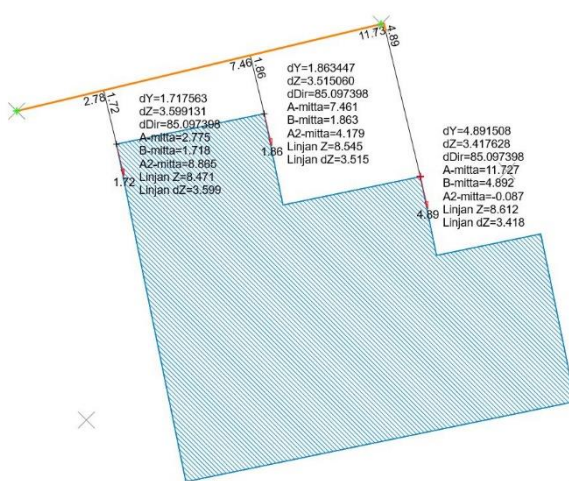 11.73
4.89
7.46
1.86
2.78
1.72
dY=1.717563
dZ=3.599131
dDir=85.097398
A-mitta=2.775
B-mitta=1.718
A2-mitta=8.865
Linjan Z=8.471
Linjan dZ=3.599
1.72
dY=1.863447
dZ=3.515060
dDir=85.097398
A-mitta=7.461
B-mitta=1.863
A2-mitta=4.179
Linjan Z=8.545
Linjan dZ=3.515
1.86
dY=4.891508
dZ=3.417628
dDir=85.097398
A-mitta=11.727
B-mitta=4.892
A2-mitta=-0.087
Linjan Z=8.612
Linjan dZ=3.418
4.89